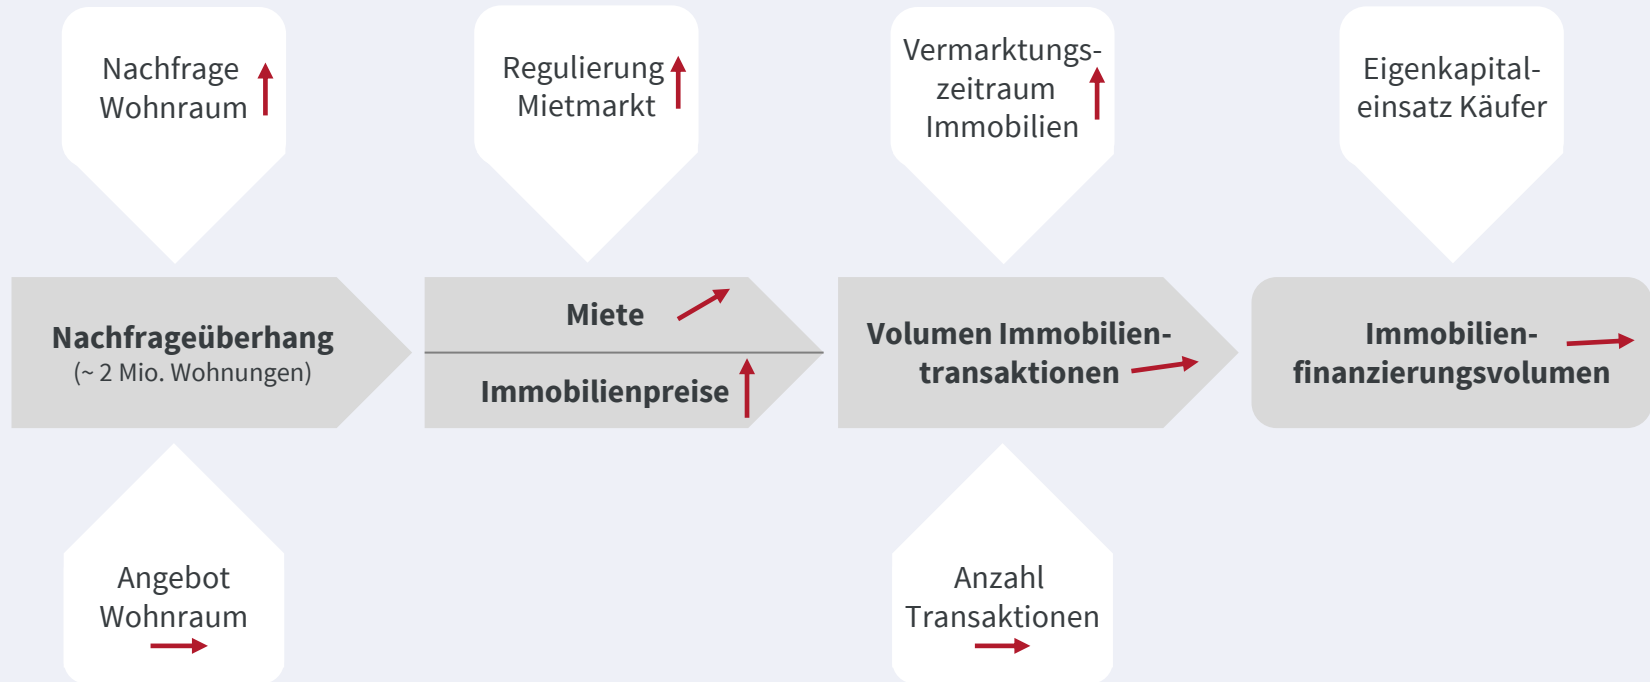 Nachfrage
Wohnraum
Regulierung
Mietmarkt
Vermarktungs-
zeitraum
Immobilien
Eigenkapital-
einsatz Käufer
Nachfrageüberhang
(~ 2 Mio. Wohnungen)
Miete
Immobilienpreise
Volumen Immobilien-
transaktionen
Immobilien-
finanzierungsvolumen
Angebot
Wohnraum
Anzahl
Transaktionen